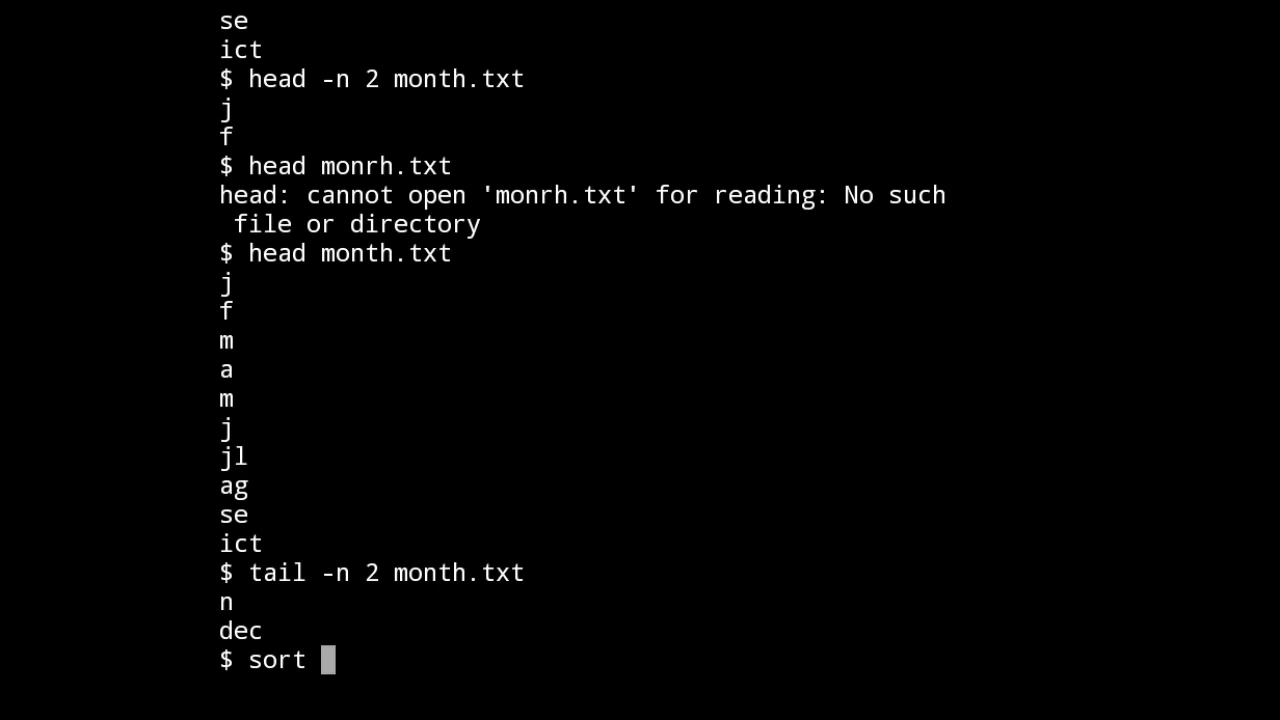 se
ict
$ head -n 2 month.txt
j
f
$ head monrh.txt
head: cannot open 'monrh.txt' for reading: No such
 file or directory
$ head month.txt
j
f
m
a
m
j
jl
ag
se
ict
$ tail -n 2 month.txt
n
dec
$ sort